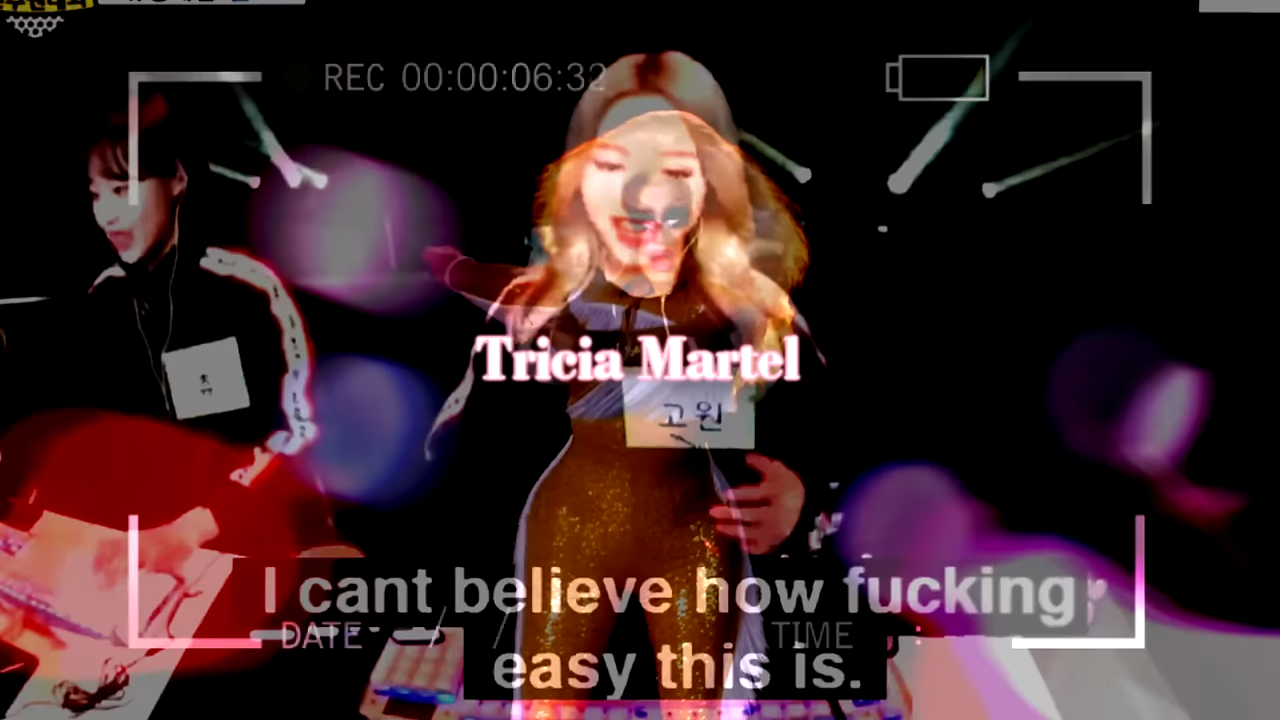 REC 00:00:06:32
Tricia Martel
고원
I cant believe how fucking
easy this is.
DATE / /
TIME :